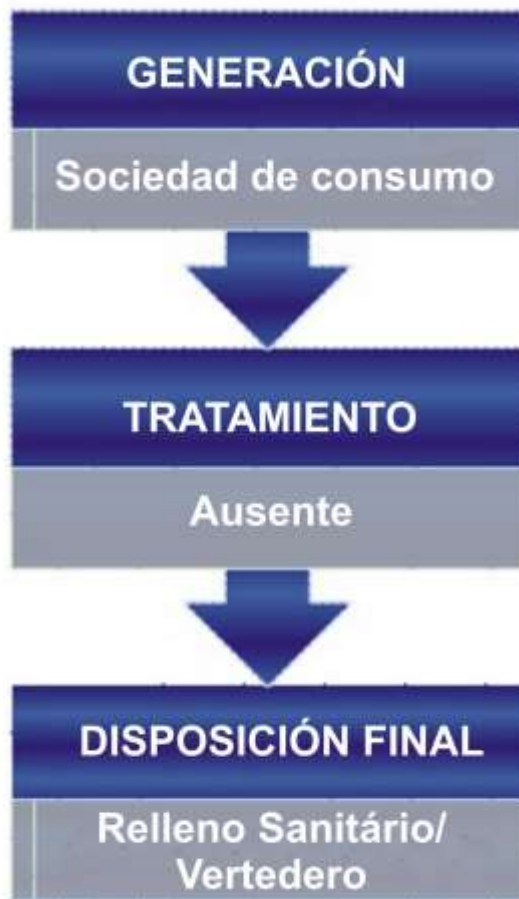 GENERACIÓN
Sociedad de consumo
TRATAMIENTO
Ausente
DISPOSICIÓN FINAL
Relleno Sanitário/
Vertedero